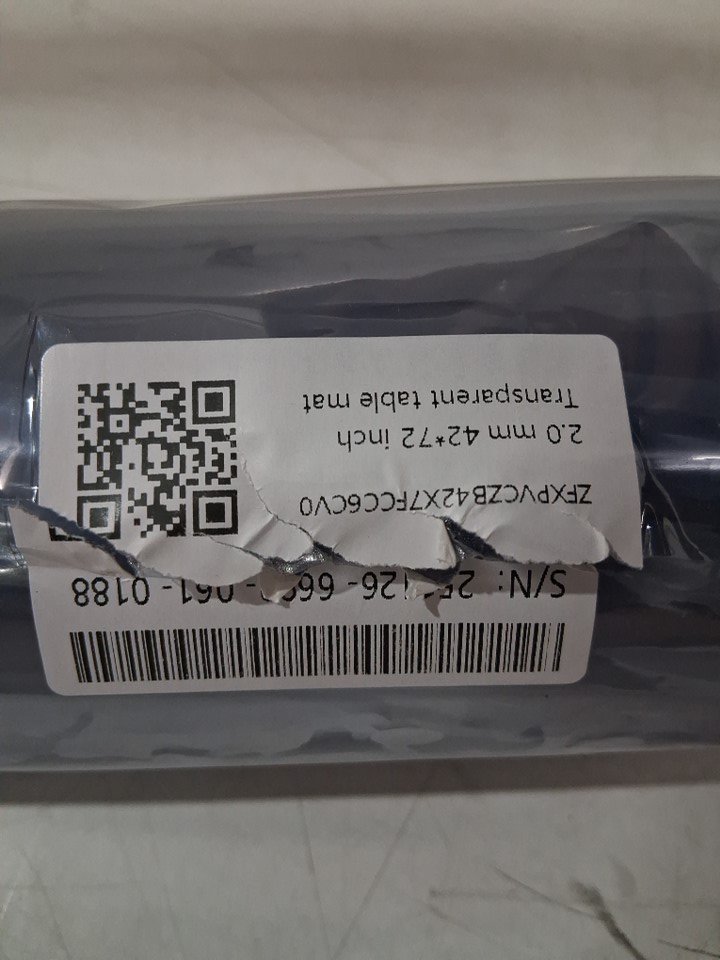 S/N: - 061 - 0188
ZFXPVCZB42X7FCC6CV0
2.0 mm 42*72 inch
Transparent table mat